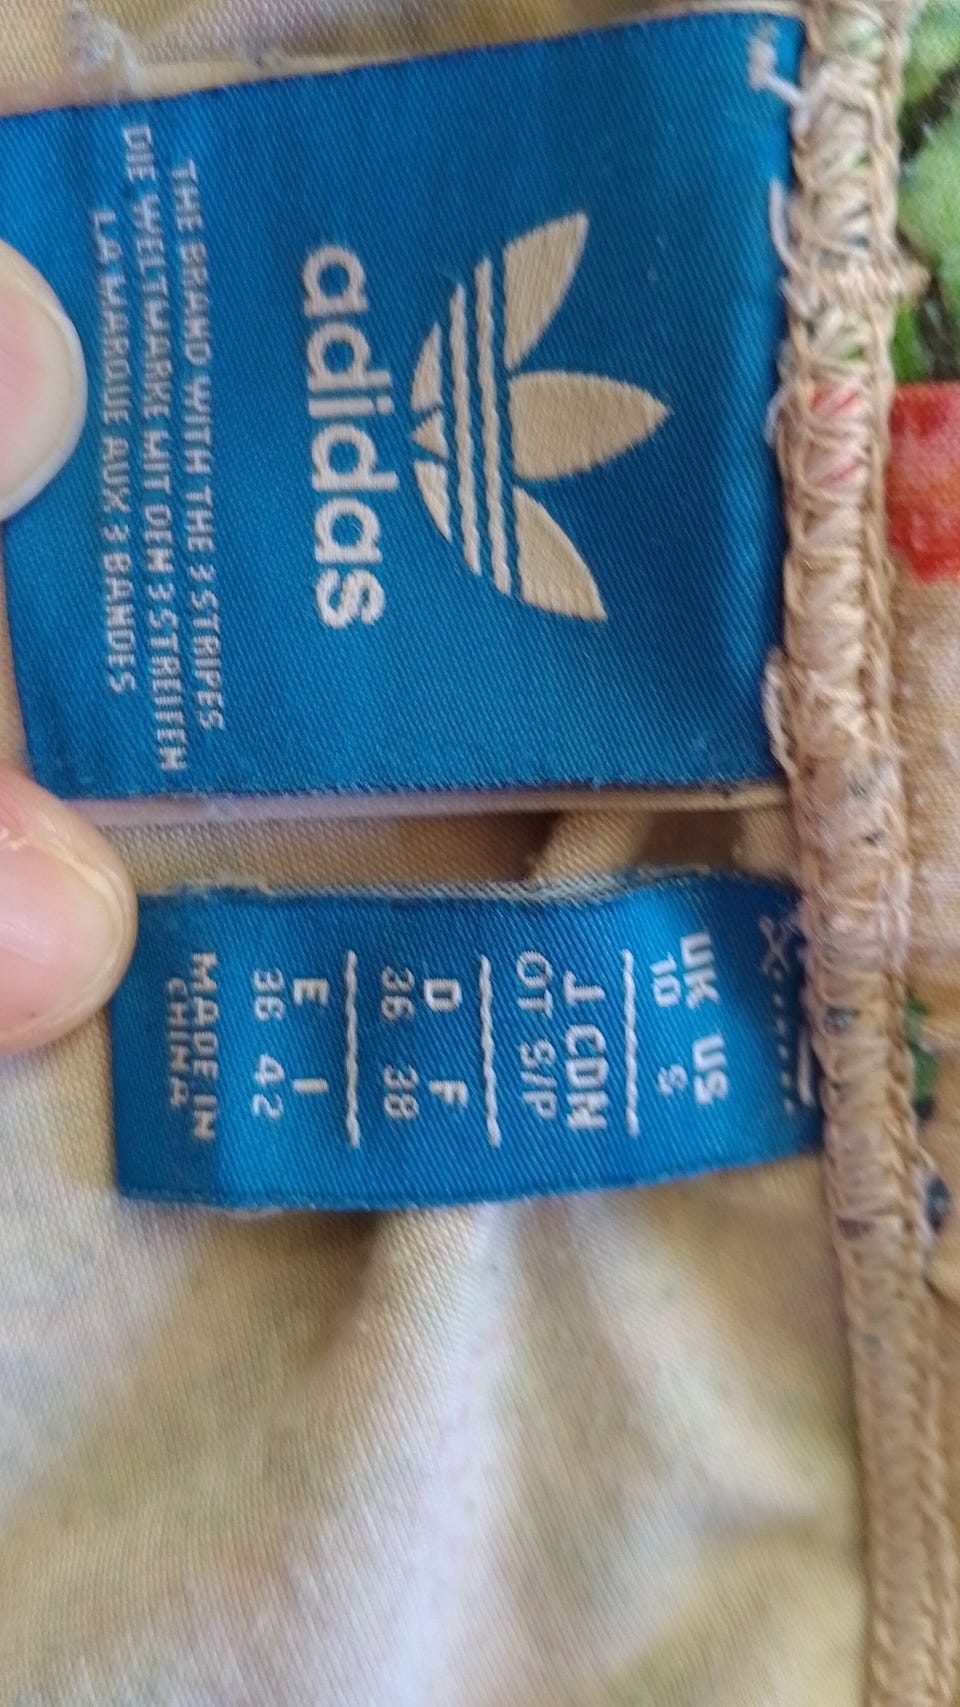 adidas
THE BRAND WITH THE 3 STRIPES
DIE WELTMARKE MIT DEN 3 STREIFEN
LA MARQUE AUX 3 BANDES
UK US
10 S
J CDN
OT S/P
D F
36 38
E I
36 42
MADE IN
CHINA